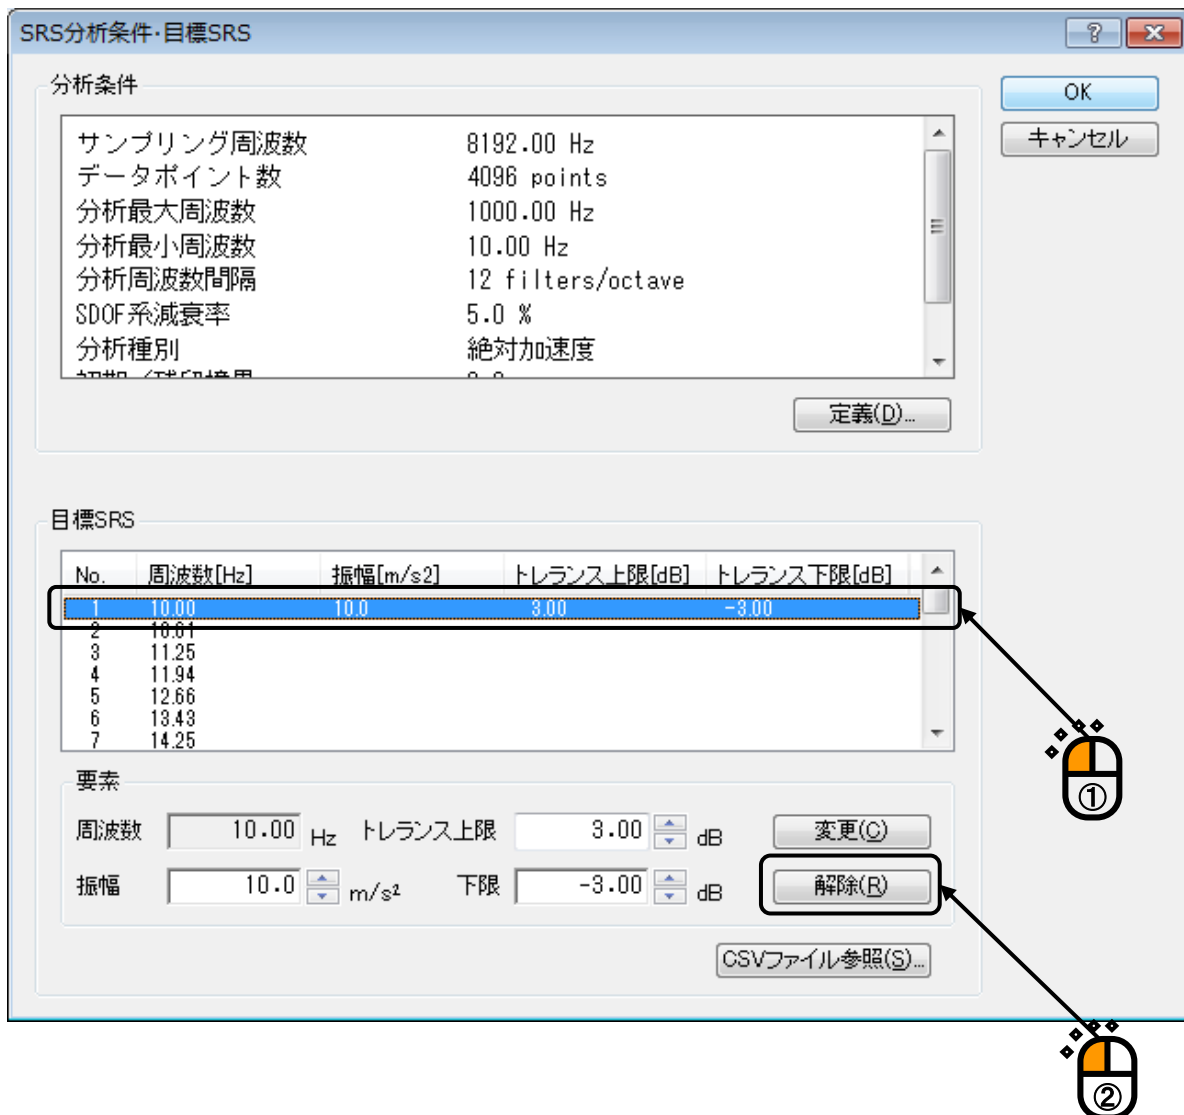 SRS分析条件･目標SRS
分析条件
OK
キャンセル
サンプリング周波数 8192.00 Hz
データポイント数 4096 points
分析最大周波数 1000.00 Hz
分析最小周波数 10.00 Hz
分析周波数間隔 12 filters/octave
SDOF系減衰率 5.0 %
分析種別 絶対加速度
定義(D)...
目標SRS
No. 周波数[Hz] 振幅[m/s2] トレランス上限[dB] トレランス下限[dB]
1 10.00 10.0 3.00 -3.00
2 10.61
3 11.25
4 11.94
5 12.66
6 13.43
7 14.25
①
要素
周波数 10.00 Hz トレランス上限 3.00 dB 変更(C)
振幅 10.0 m/s² 下限 -3.00 dB 解除(R)
CSVファイル参照(S)...
②